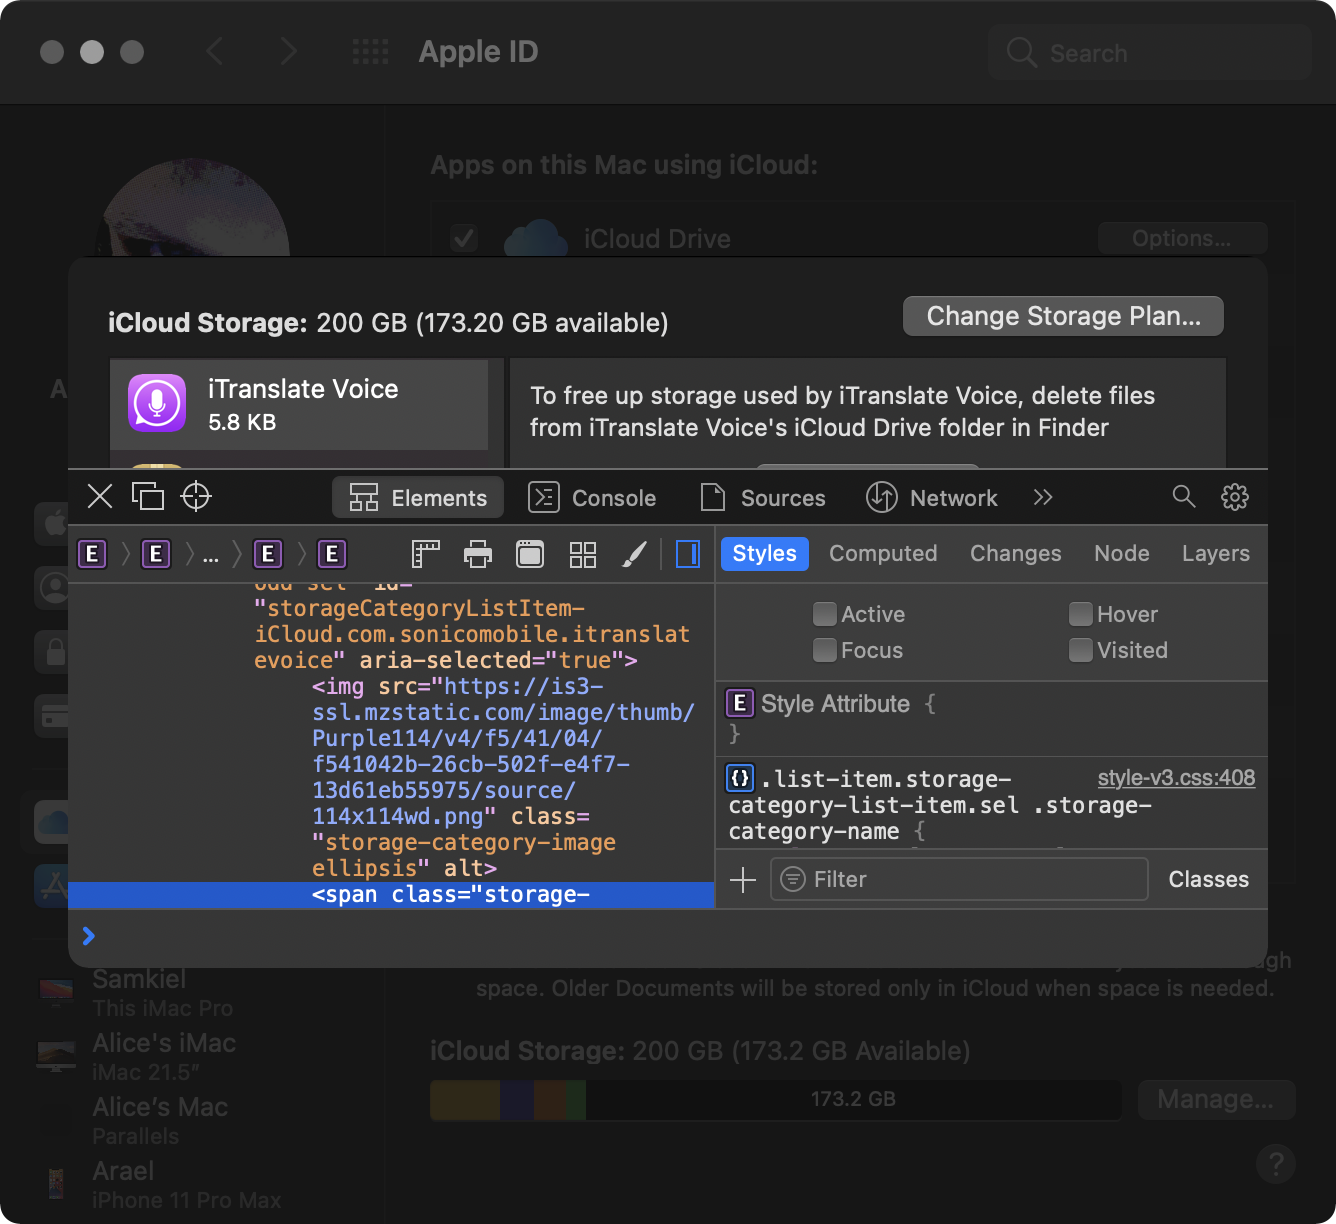 Apple ID
Search
Apps on this Mac using iCloud:
iCloud Drive
Options...
iCloud Storage: 200 GB (173.20 GB available)
Change Storage Plan...
A
iTranslate Voice
5.8 KB
To free up storage used by iTranslate Voice, delete files
from iTranslate Voice's iCloud Drive folder in Finder
Elements
Console
Sources
Network
E
E
...
E
E
Styles
Computed
Changes
Node
Layers
odd sel" id=
"storageCategoryListItem-
iCloud.com.sonicomobile.itranslat
evoice" aria-selected="true">
<img src="https://is3-
ssl.mzstatic.com/image/thumb/
Purple114/v4/f5/41/04/
f541042b-26cb-502f-e4f7-
13d61eb55975/source/
114x114wd.png" class=
"storage-category-image
ellipsis" alt>
<span class="storage-
Active
Hover
Focus
Visited
E Style Attribute {
}
{} .list-item.storage-
style-v3.css:408
category-list-item.sel .storage-
category-name {
Filter
Classes
gh
space. Older Documents will be stored only in iCloud when space is needed.
Samkiel
This iMac Pro
Alice's iMac
iMac 21.5"
Alice's Mac
Parallels
Arael
iPhone 11 Pro Max
iCloud Storage: 200 GB (173.2 GB Available)
173.2 GB
Manage...
?